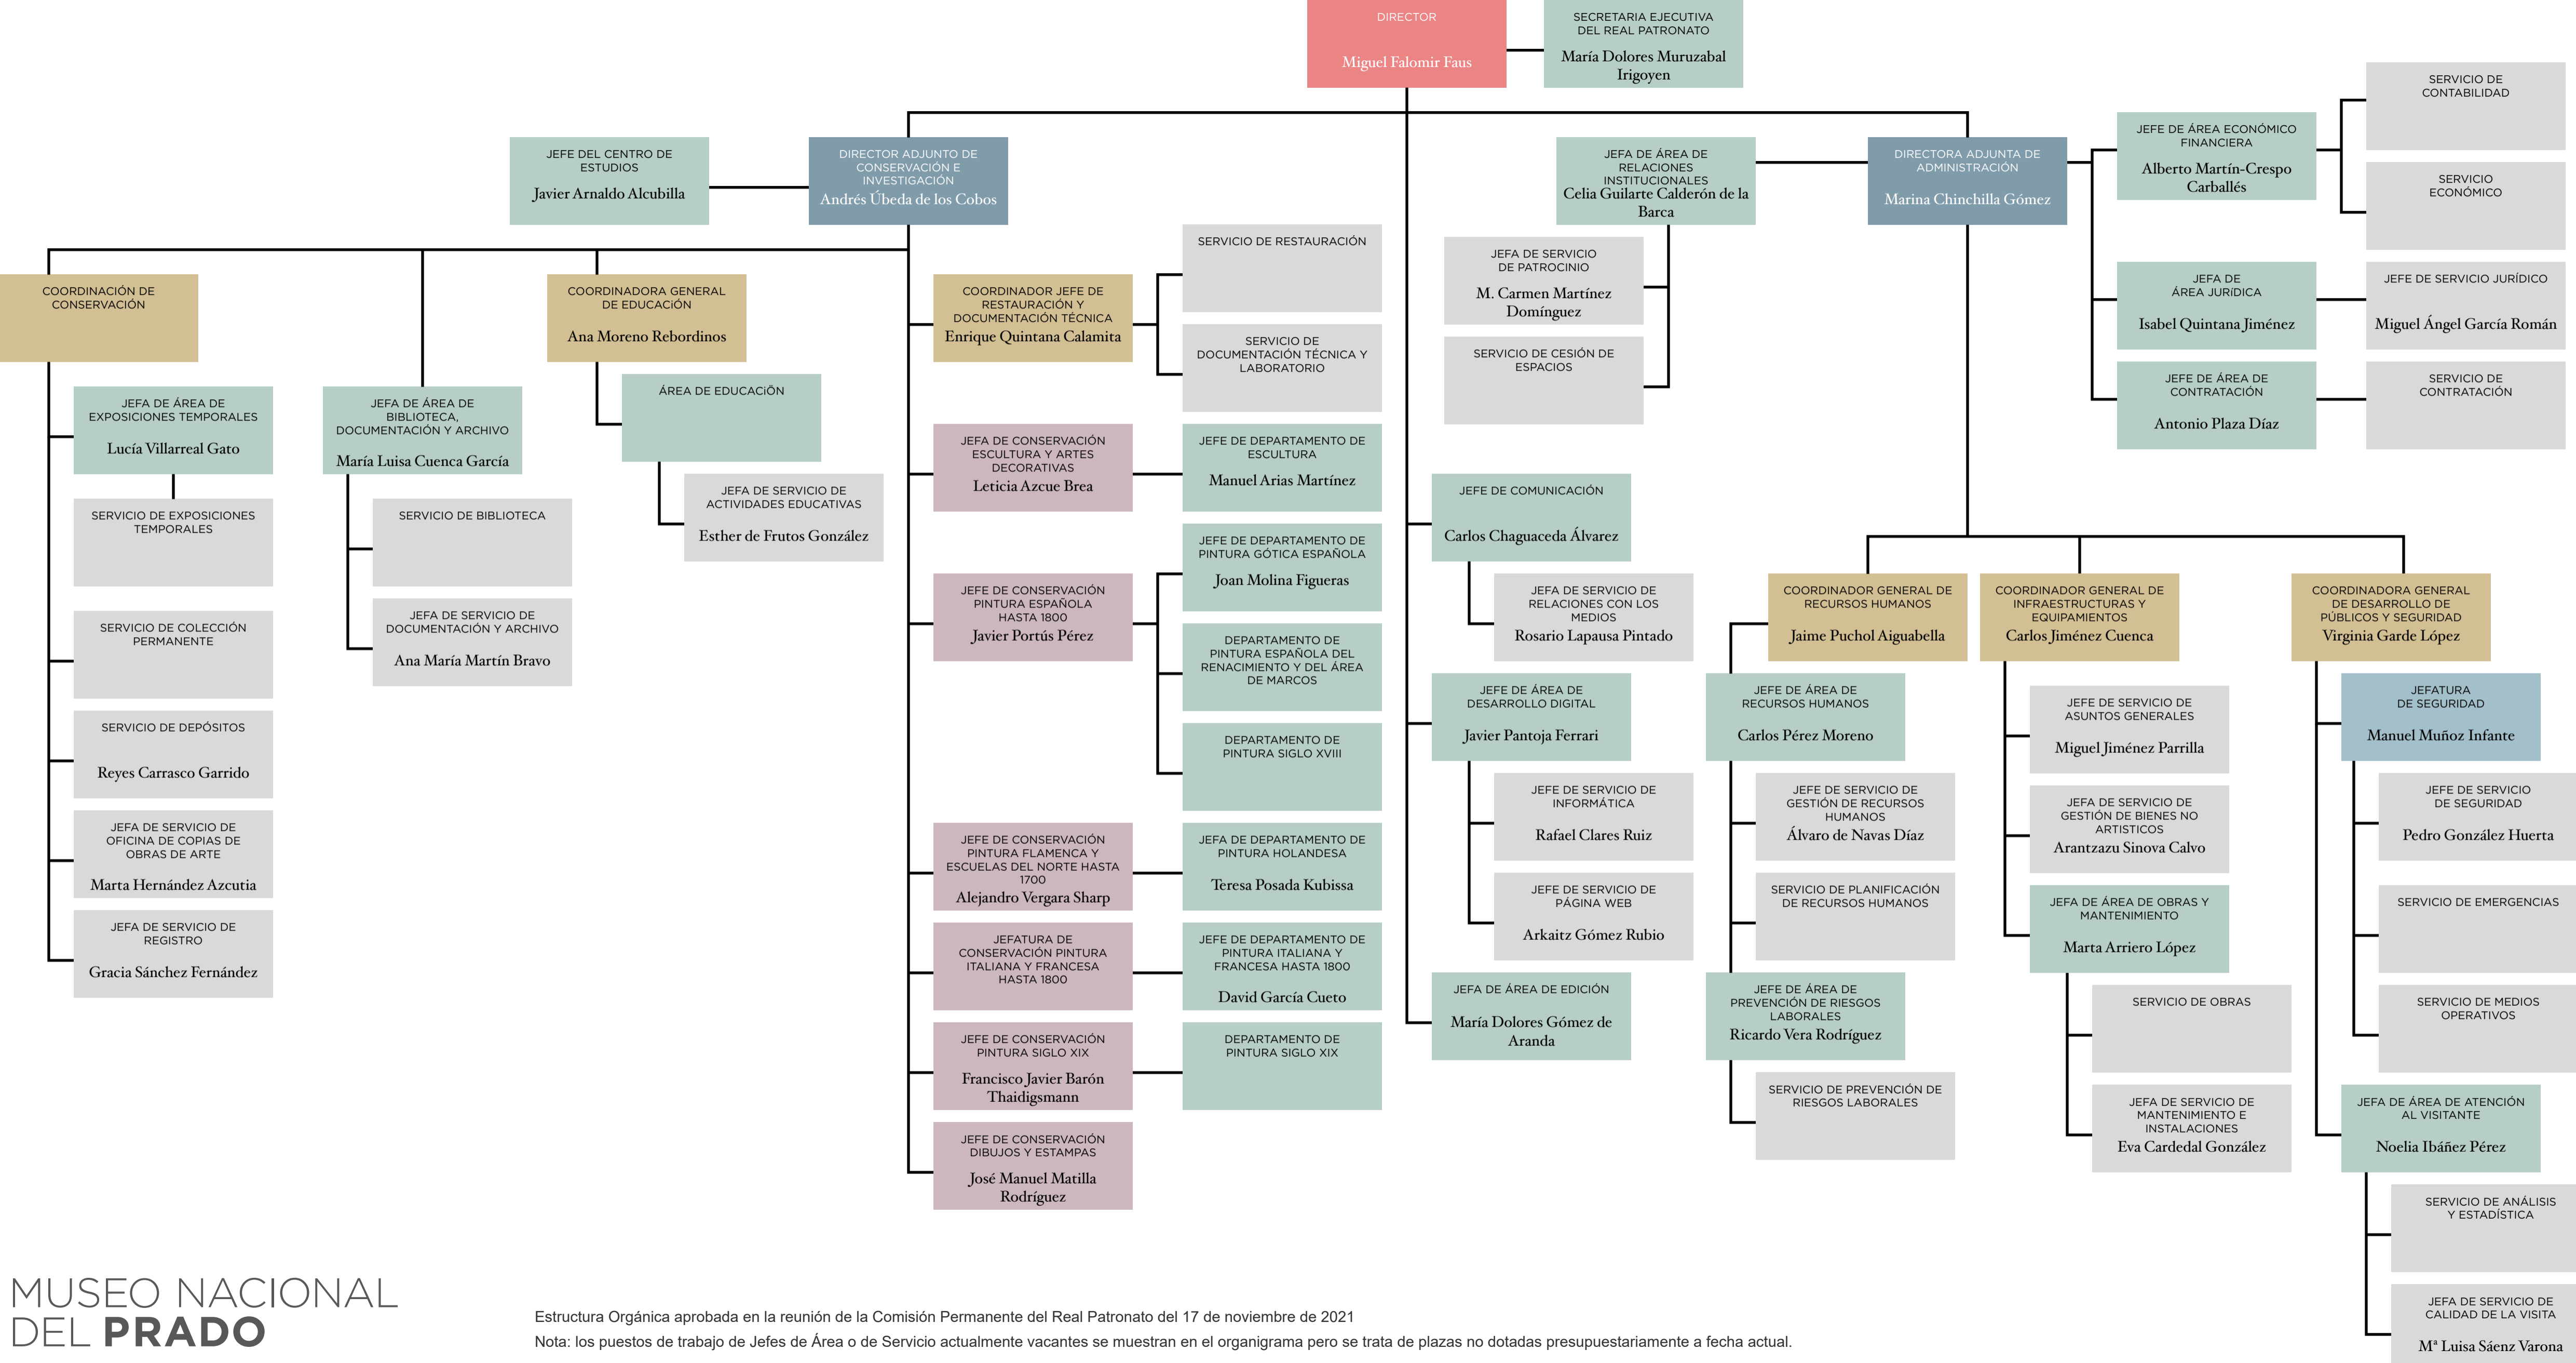 DIRECTOR
Miguel Falomir Faus
SECRETARIA EJECUTIVA
DEL REAL PATRONATO
María Dolores Muruzabal
Irigoyen
JEFE DEL CENTRO DE
ESTUDIOS
Javier Arnaldo Alcubilla
DIRECTOR ADJUNTO DE
CONSERVACIÓN E
INVESTIGACIÓN
Andrés Úbeda de los Cobos
JEFA DE ÁREA DE
RELACIONES
INSTITUCIONALES
Celia Guilarte Calderón de la
Barca
DIRECTORA ADJUNTA DE
ADMINISTRACIÓN
Marina Chinchilla Gómez
JEFE DE ÁREA ECONÓMICO
FINANCIERA
Alberto Martín-Crespo
Carballés
SERVICIO DE
CONTABILIDAD
SERVICIO
ECONÓMICO
JEFA DE
ÁREA JURíDICA
Isabel Quintana Jiménez
JEFE DE SERVICIO JURÍDICO
Miguel Ángel García Román
JEFE DE ÁREA DE
CONTRATACIÓN
Antonio Plaza Díaz
SERVICIO DE
CONTRATACIÓN
JEFA DE SERVICIO
DE PATROCINIO
M. Carmen Martínez
Domínguez
SERVICIO DE CESIÓN DE
ESPACIOS
COORDINACIÓN DE
CONSERVACIÓN
JEFA DE ÁREA DE
EXPOSICIONES TEMPORALES
Lucía Villarreal Gato
SERVICIO DE EXPOSICIONES
TEMPORALES
SERVICIO DE COLECCIÓN
PERMANENTE
SERVICIO DE DEPÓSITOS
Reyes Carrasco Garrido
JEFA DE SERVICIO DE
OFICINA DE COPIAS DE
OBRAS DE ARTE
Marta Hernández Azcutia
JEFA DE SERVICIO DE
REGISTRO
Gracia Sánchez Fernández
JEFA DE ÁREA DE
BIBLIOTECA,
DOCUMENTACIÓN Y ARCHIVO
María Luisa Cuenca García
SERVICIO DE BIBLIOTECA
JEFA DE SERVICIO DE
DOCUMENTACIÓN Y ARCHIVO
Ana María Martín Bravo
COORDINADORA GENERAL
DE EDUCACiÓN
Ana Moreno Rebordinos
ÁREA DE EDUCACiÕN
JEFA DE SERVICIO DE
ACTIVIDADES EDUCATIVAS
Esther de Frutos González
COORDINADOR JEFE DE
RESTAURACIÓN Y
DOCUMENTACIÓN TÉCNICA
Enrique Quintana Calamita
SERVICIO DE RESTAURACIÓN
SERVICIO DE
DOCUMENTACIÓN TÉCNICA Y
LABORATORIO
JEFA DE CONSERVACIÓN
ESCULTURA Y ARTES
DECORATIVAS
Leticia Azcue Brea
JEFE DE DEPARTAMENTO DE
ESCULTURA
Manuel Arias Martínez
JEFE DE CONSERVACIÓN
PINTURA ESPAÑOLA
HASTA 1800
Javier Portús Pérez
JEFE DE DEPARTAMENTO DE
PINTURA GÓTICA ESPAÑOLA
Joan Molina Figueras
DEPARTAMENTO DE
PINTURA ESPAÑOLA DEL
RENACIMIENTO Y DEL ÁREA
DE MARCOS
DEPARTAMENTO DE
PINTURA SIGLO XVIII
JEFE DE CONSERVACIÓN
PINTURA FLAMENCA Y
ESCUELAS DEL NORTE HASTA
1700
Alejandro Vergara Sharp
JEFA DE DEPARTAMENTO DE
PINTURA HOLANDESA
Teresa Posada Kubissa
JEFATURA DE
CONSERVACIÓN PINTURA
ITALIANA Y FRANCESA
HASTA 1800
JEFE DE DEPARTAMENTO DE
PINTURA ITALIANA Y
FRANCESA HASTA 1800
David García Cueto
JEFE DE CONSERVACIÓN
PINTURA SIGLO XIX
Francisco Javier Barón
Thaidigsmann
DEPARTAMENTO DE
PINTURA SIGLO XIX
JEFE DE CONSERVACIÓN
DIBUJOS Y ESTAMPAS
José Manuel Matilla
Rodríguez
JEFE DE COMUNICACIÓN
Carlos Chaguaceda Álvarez
JEFA DE SERVICIO DE
RELACIONES CON LOS
MEDIOS
Rosario Lapausa Pintado
JEFE DE ÁREA DE
DESARROLLO DIGITAL
Javier Pantoja Ferrari
JEFE DE SERVICIO DE
INFORMÁTICA
Rafael Clares Ruiz
JEFE DE SERVICIO DE
PÁGINA WEB
Arkaitz Gómez Rubio
JEFA DE ÁREA DE EDICIÓN
María Dolores Gómez de
Aranda
COORDINADOR GENERAL DE
RECURSOS HUMANOS
Jaime Puchol Aiguabella
JEFE DE ÁREA DE
RECURSOS HUMANOS
Carlos Pérez Moreno
JEFE DE SERVICIO DE
GESTIÓN DE RECURSOS
HUMANOS
Álvaro de Navas Díaz
SERVICIO DE PLANIFICACIÓN
DE RECURSOS HUMANOS
JEFE DE ÁREA DE
PREVENCIÓN DE RIESGOS
LABORALES
Ricardo Vera Rodríguez
SERVICIO DE PREVENCIÓN DE
RIESGOS LABORALES
COORDINADOR GENERAL DE
INFRAESTRUCTURAS Y
EQUIPAMIENTOS
Carlos Jiménez Cuenca
JEFE DE SERVICIO DE
ASUNTOS GENERALES
Miguel Jiménez Parrilla
JEFA DE SERVICIO DE
GESTIÓN DE BIENES NO
ARTISTICOS
Arantzazu Sinova Calvo
JEFA DE ÁREA DE OBRAS Y
MANTENIMIENTO
Marta Arriero López
SERVICIO DE OBRAS
JEFA DE SERVICIO DE
MANTENIMIENTO E
INSTALACIONES
Eva Cardedal González
COORDINADORA GENERAL
DE DESARROLLO DE
PÚBLICOS Y SEGURIDAD
Virginia Garde López
JEFATURA
DE SEGURIDAD
Manuel Muñoz Infante
JEFE DE SERVICIO
DE SEGURIDAD
Pedro González Huerta
SERVICIO DE EMERGENCIAS
SERVICIO DE MEDIOS
OPERATIVOS
JEFA DE ÁREA DE ATENCIÓN
AL VISITANTE
Noelia Ibáñez Pérez
SERVICIO DE ANÁLISIS
Y ESTADÍSTICA
JEFA DE SERVICIO DE
CALIDAD DE LA VISITA
Mª Luisa Sáenz Varona
MUSEO NACIONAL
DEL PRADO
Estructura Orgánica aprobada en la reunión de la Comisión Permanente del Real Patronato del 17 de noviembre de 2021
Nota: los puestos de trabajo de Jefes de Área o de Servicio actualmente vacantes se muestran en el organigrama pero se trata de plazas no dotadas presupuestariamente a fecha actual.